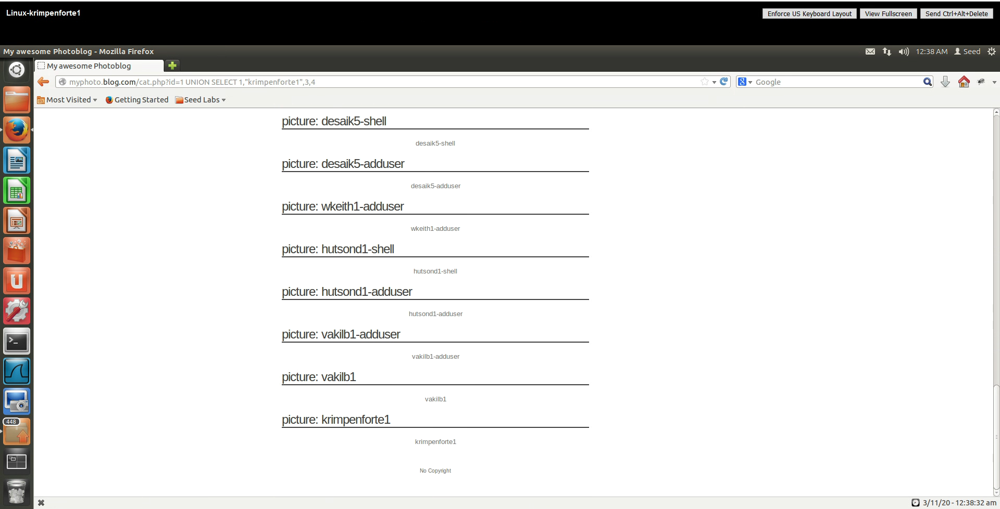 Linux-krimpenforte1
Enforce US Keyboard Layout
View Fullscreen
Send Ctrl+Alt+Delete
My awesome Photoblog - Mozilla Firefox
12:38 AM
Seed
My awesome Photoblog
myphoto.blog.com/cat.php?id=1 UNION SELECT 1,"krimpenforte1",3,4
8
Google
Most Visited
Getting Started
Seed Labs
picture: desaik5-shell
desaik5-shell
picture: desaik5-adduser
desaik5-adduser
picture: wkeith1-adduser
wkeith1-adduser
picture: hutsond1-shell
hutsond1-shell
picture: hutsond1-adduser
hutsond1-adduser
picture: vakilb1-adduser
vakilb1-adduser
picture: vakilb1
vakilb1
picture: krimpenforte1
krimpenforte1
No Copyright
448
3/11/20 - 12:38:32 am